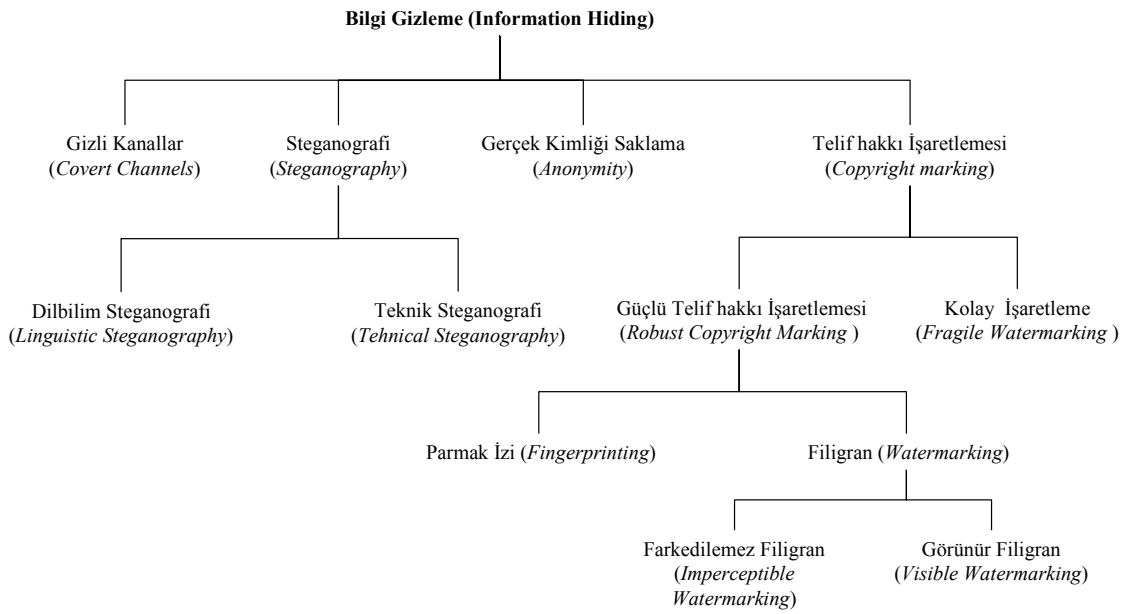 Bilgi Gizleme (Information Hiding)
Gizli Kanallar
(Covert Channels)
Steganografi
(Steganography)
Gerçek Kimliği Saklama
(Anonymity)
Telif hakkı İşaretlemesi
(Copyright marking)
Dilbilim Steganografi
(Linguistic Steganography)
Teknik Steganografi
(Tehnical Steganography)
Güçlü Telif hakkı İşaretlemesi
(Robust Copyright Marking )
Kolay İşaretleme
(Fragile Watermarking )
Parmak İzi (Fingerprinting)
Filigran (Watermarking)
Farkedilemez Filigran
(Imperceptible
Watermarking)
Görünür Filigran
(Visible Watermarking)